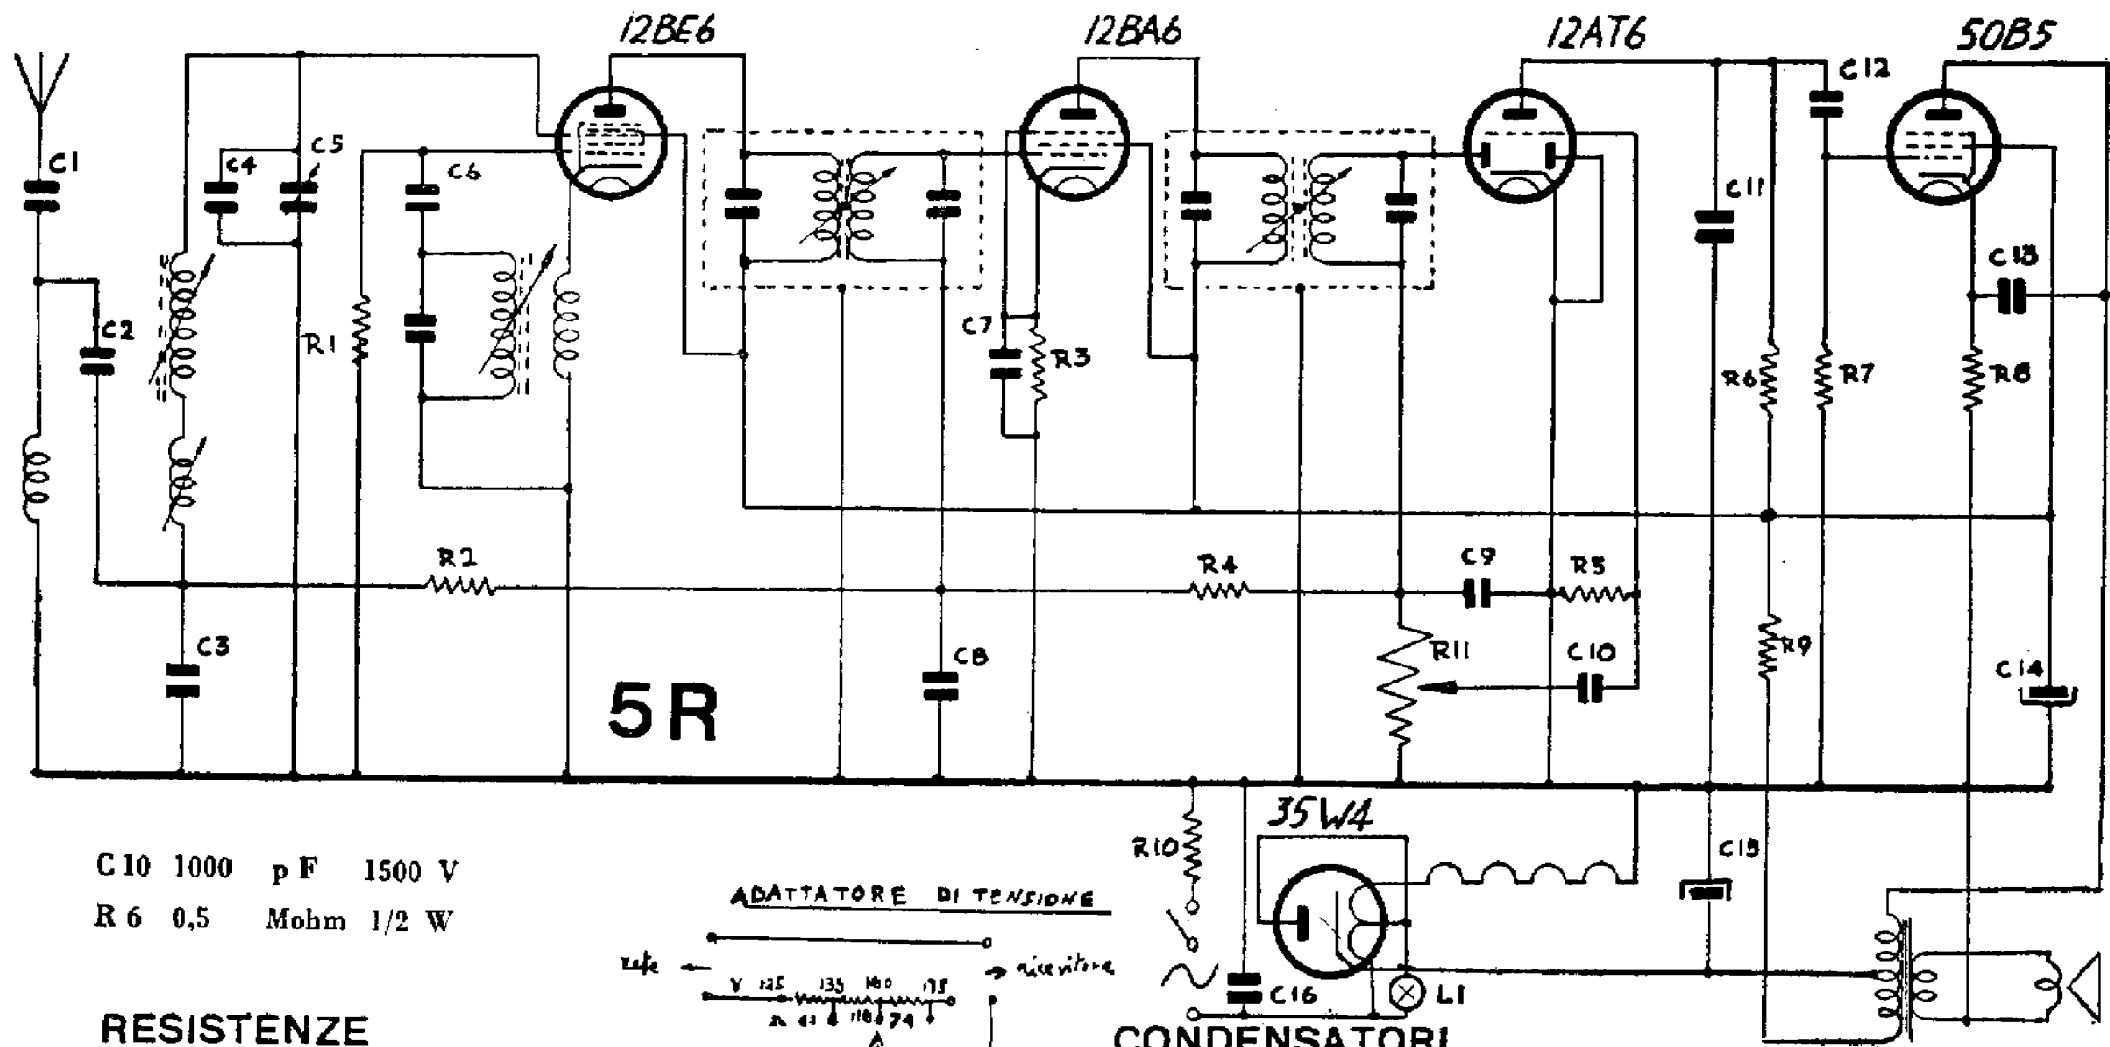 12BE6
12BA6
12AT6
50B5
C1
C4
C5
C6
C12
C11
C2
R1
C7
R3
R6
R7
R8
C13
R2
R4
C9
R5
C3
C8
R11
C10
R9
C14
5R
35W4
R10
C15
C16
L1
C10 1000 pF 1500 V
R6 0,5 Mohm 1/2 W
ADATTATORE DI TENSIONE
rete
ricevitore
V 125 135 160 175
RESISTENZE
CONDENSATORI